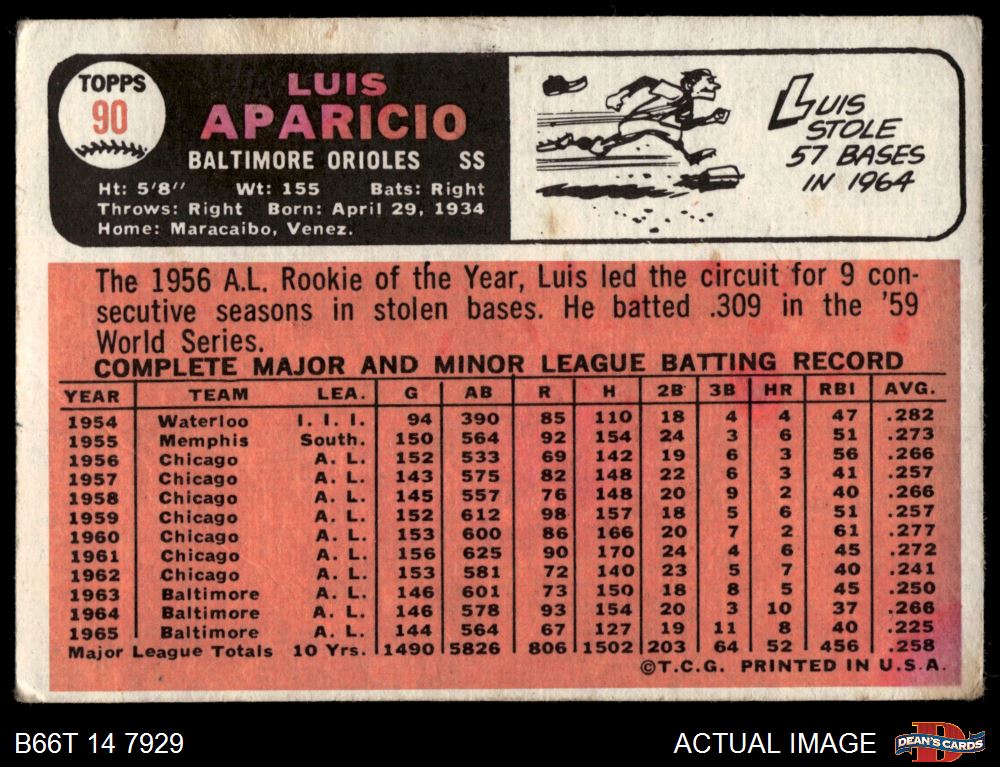 TOPPS
90
LUIS
APARICIO
BALTIMORE ORIOLES SS
Ht: 5'8" Wt: 155 Bats: Right
Throws: Right Born: April 29, 1934
Home: Maracaibo, Venez.
LUIS
STOLE
57 BASES
IN 1964
The 1956 A.L. Rookie of the Year, Luis led the circuit for 9 con-
secutive seasons in stolen bases. He batted .309 in the '59
World Series.
COMPLETE MAJOR AND MINOR LEAGUE BATTING RECORD
YEAR TEAM LEA. G AB R H 2B 3B HR RBI AVG.
1954 Waterloo I. I. I. 94 390 85 110 18 4 4 47 .282
1955 Memphis South. 150 564 92 154 24 3 6 51 .273
1956 Chicago A. L. 152 533 69 142 19 6 3 56 .266
1957 Chicago A. L. 143 575 82 148 22 6 3 41 .257
1958 Chicago A. L. 145 557 76 148 20 9 2 40 .266
1959 Chicago A. L. 152 612 98 157 18 5 6 51 .257
1960 Chicago A. L. 153 600 86 166 20 7 2 61 .277
1961 Chicago A. L. 156 625 90 170 24 4 6 45 .272
1962 Chicago A. L. 153 581 72 140 23 5 7 40 .241
1963 Baltimore A. L. 146 601 73 150 18 8 5 45 .250
1964 Baltimore A. L. 146 578 93 154 20 3 10 37 .266
1965 Baltimore A. L. 144 564 67 127 19 11 8 40 .225
Major League Totals 10 Yrs. 1490 5826 806 1502 203 64 52 456 .258
©T.C.G. PRINTED IN U.S.A.
B66T 14 7929
ACTUAL IMAGE
D
DEAN'S CARDS